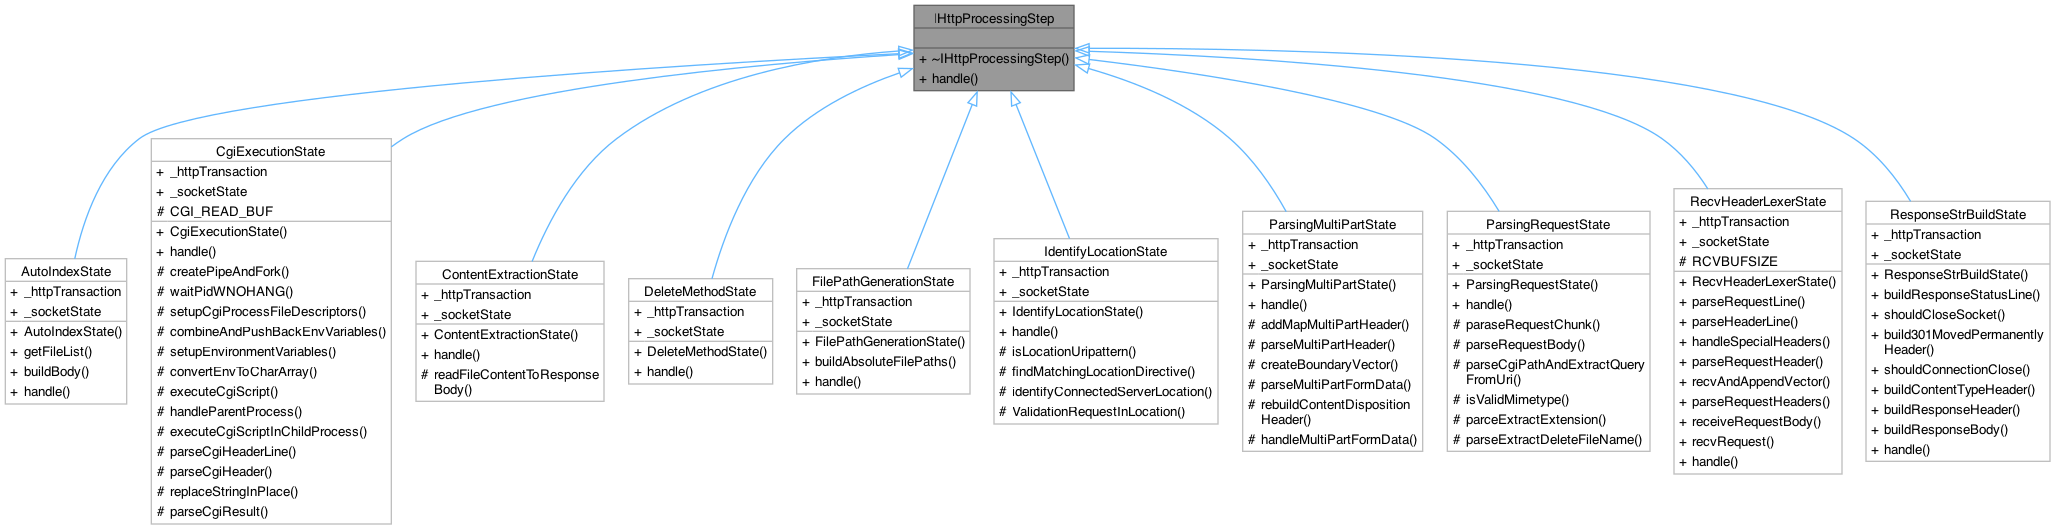 IHttpProcessingStep
+ ~IHttpProcessingStep()
+ handle()
AutoIndexState
+ _httpTransaction
+ _socketState
+ AutoIndexState()
+ getFileList()
+ buildBody()
+ handle()
CgiExecutionState
+ _httpTransaction
+ _socketState
# CGI_READ_BUF
+ CgiExecutionState()
+ handle()
# createPipeAndFork()
# waitPidWNOHANG()
# setupCgiProcessFileDescriptors()
# combineAndPushBackEnvVariables()
# setupEnvironmentVariables()
# convertEnvToCharArray()
# executeCgiScript()
# handleParentProcess()
# executeCgiScriptInChildProcess()
# parseCgiHeaderLine()
# parseCgiHeader()
# replaceStringInPlace()
# parseCgiResult()
ContentExtractionState
+ _httpTransaction
+ _socketState
+ ContentExtractionState()
+ handle()
# readFileContentToResponse
Body()
DeleteMethodState
+ _httpTransaction
+ _socketState
+ DeleteMethodState()
+ handle()
FilePathGenerationState
+ _httpTransaction
+ _socketState
+ FilePathGenerationState()
+ buildAbsoluteFilePaths()
+ handle()
IdentifyLocationState
+ _httpTransaction
+ _socketState
+ IdentifyLocationState()
+ handle()
# isLocationUripattern()
# findMatchingLocationDirective()
# identifyConnectedServerLocation()
# ValidationRequestInLocation()
ParsingMultiPartState
+ _httpTransaction
+ _socketState
+ ParsingMultiPartState()
+ handle()
# addMapMultiPartHeader()
# parseMultiPartHeader()
# createBoundaryVector()
# parseMultiPartFormData()
# rebuildContentDisposition
Header()
# handleMultiPartFormData()
ParsingRequestState
+ _httpTransaction
+ _socketState
+ ParsingRequestState()
+ handle()
# paraseRequestChunk()
# parseRequestBody()
# parseCgiPathAndExtractQuery
FromUri()
# isValidMimetype()
# parceExtractExtension()
# parseExtractDeleteFileName()
RecvHeaderLexerState
+ _httpTransaction
+ _socketState
# RCVBUFSIZE
+ RecvHeaderLexerState()
+ parseRequestLine()
+ parseHeaderLine()
+ handleSpecialHeaders()
+ parseRequestHeader()
+ recvAndAppendVector()
+ parseRequestHeaders()
+ receiveRequestBody()
+ recvRequest()
+ handle()
ResponseStrBuildState
+ _httpTransaction
+ _socketState
+ ResponseStrBuildState()
+ buildResponseStatusLine()
+ shouldCloseSocket()
+ build301MovedPermanently
Header()
+ shouldConnectionClose()
+ buildContentTypeHeader()
+ buildResponseHeader()
+ buildResponseBody()
+ handle()